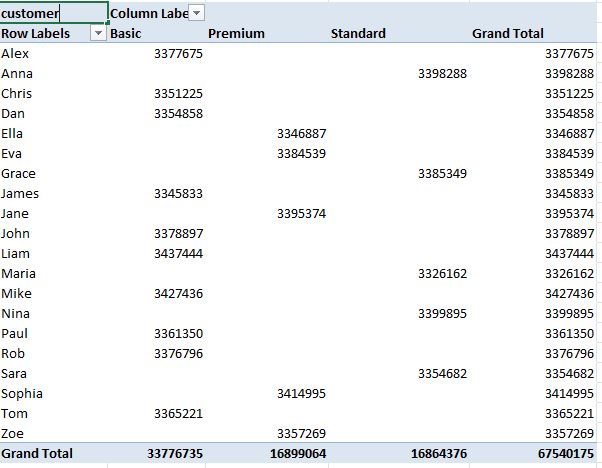 customer Column Labe
Row Labels Basic Premium Standard Grand Total
Alex 3377675 3377675
Anna 3398288 3398288
Chris 3351225 3351225
Dan 3354858 3354858
Ella 3346887 3346887
Eva 3384539 3384539
Grace 3385349 3385349
James 3345833 3345833
Jane 3395374 3395374
John 3378897 3378897
Liam 3437444 3437444
Maria 3326162 3326162
Mike 3427436 3427436
Nina 3399895 3399895
Paul 3361350 3361350
Rob 3376796 3376796
Sara 3354682 3354682
Sophia 3414995 3414995
Tom 3365221 3365221
Zoe 3357269 3357269
Grand Total 33776735 16899064 16864376 67540175